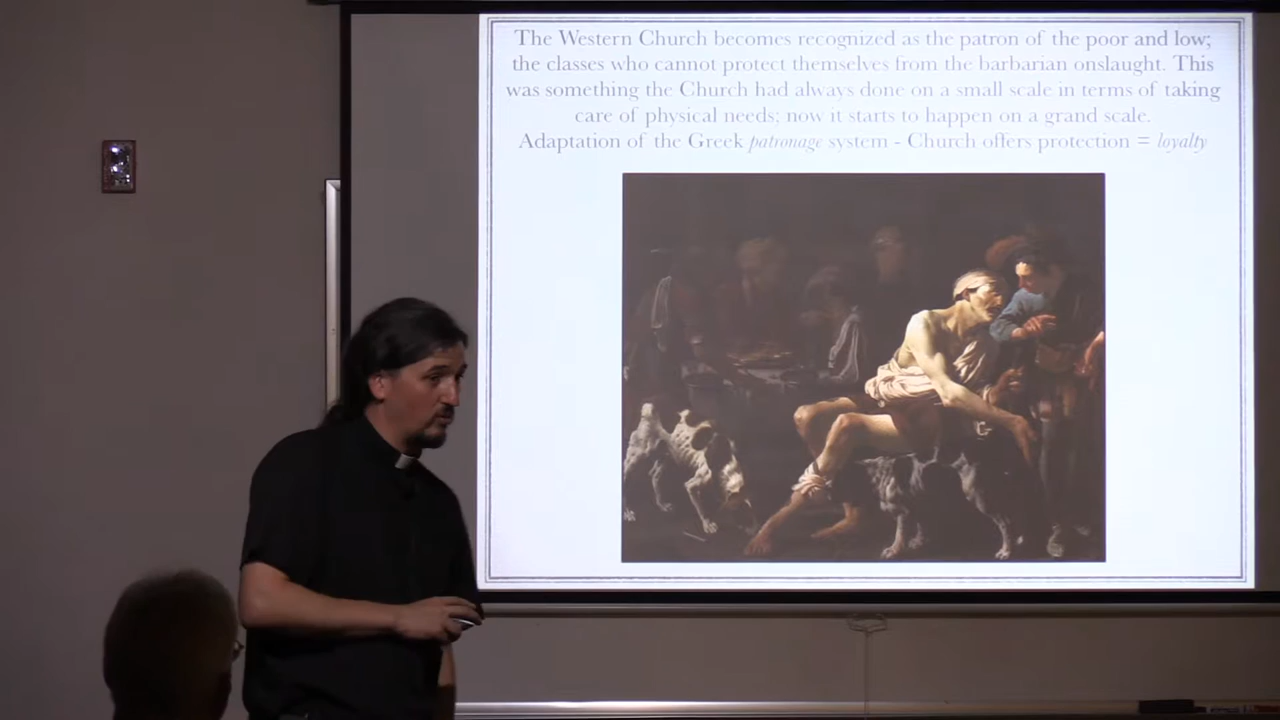 The Western Church becomes recognized as the patron of the poor and low;
the classes who cannot protect themselves from the barbarian onslaught. This
was something the Church had always done on a small scale in terms of taking
care of physical needs; now it starts to happen on a grand scale.
Adaptation of the Greek patronage system - Church offers protection = loyalty